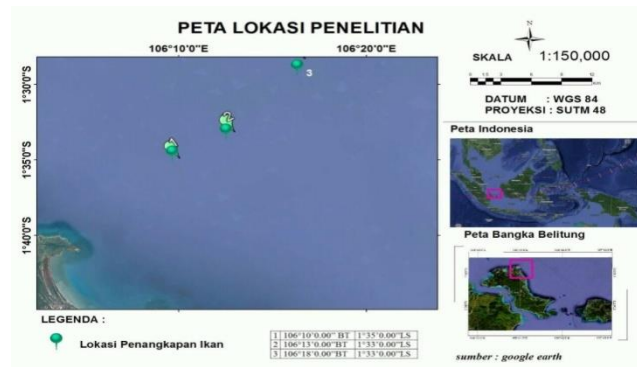 PETA LOKASI PENELITIAN
106°10'0"E 106°20'0"E
1°30'0"S
1°35'0"S
1°40'0"S
3
2
LEGENDA :
Lokasi Penangkapan Ikan
1 106°10'0.00" BT 1°35'0.00"LS
2 106°13'0.00" BT 1°33'0.00"LS
3 106°18'0.00"BT 1°33'0.00"LS
N
SKALA 1:150,000
DATUM : WGS 84
PROYEKSI : SUTM 48
Peta Indonesia
Peta Bangka Belitung
sumber : google earth